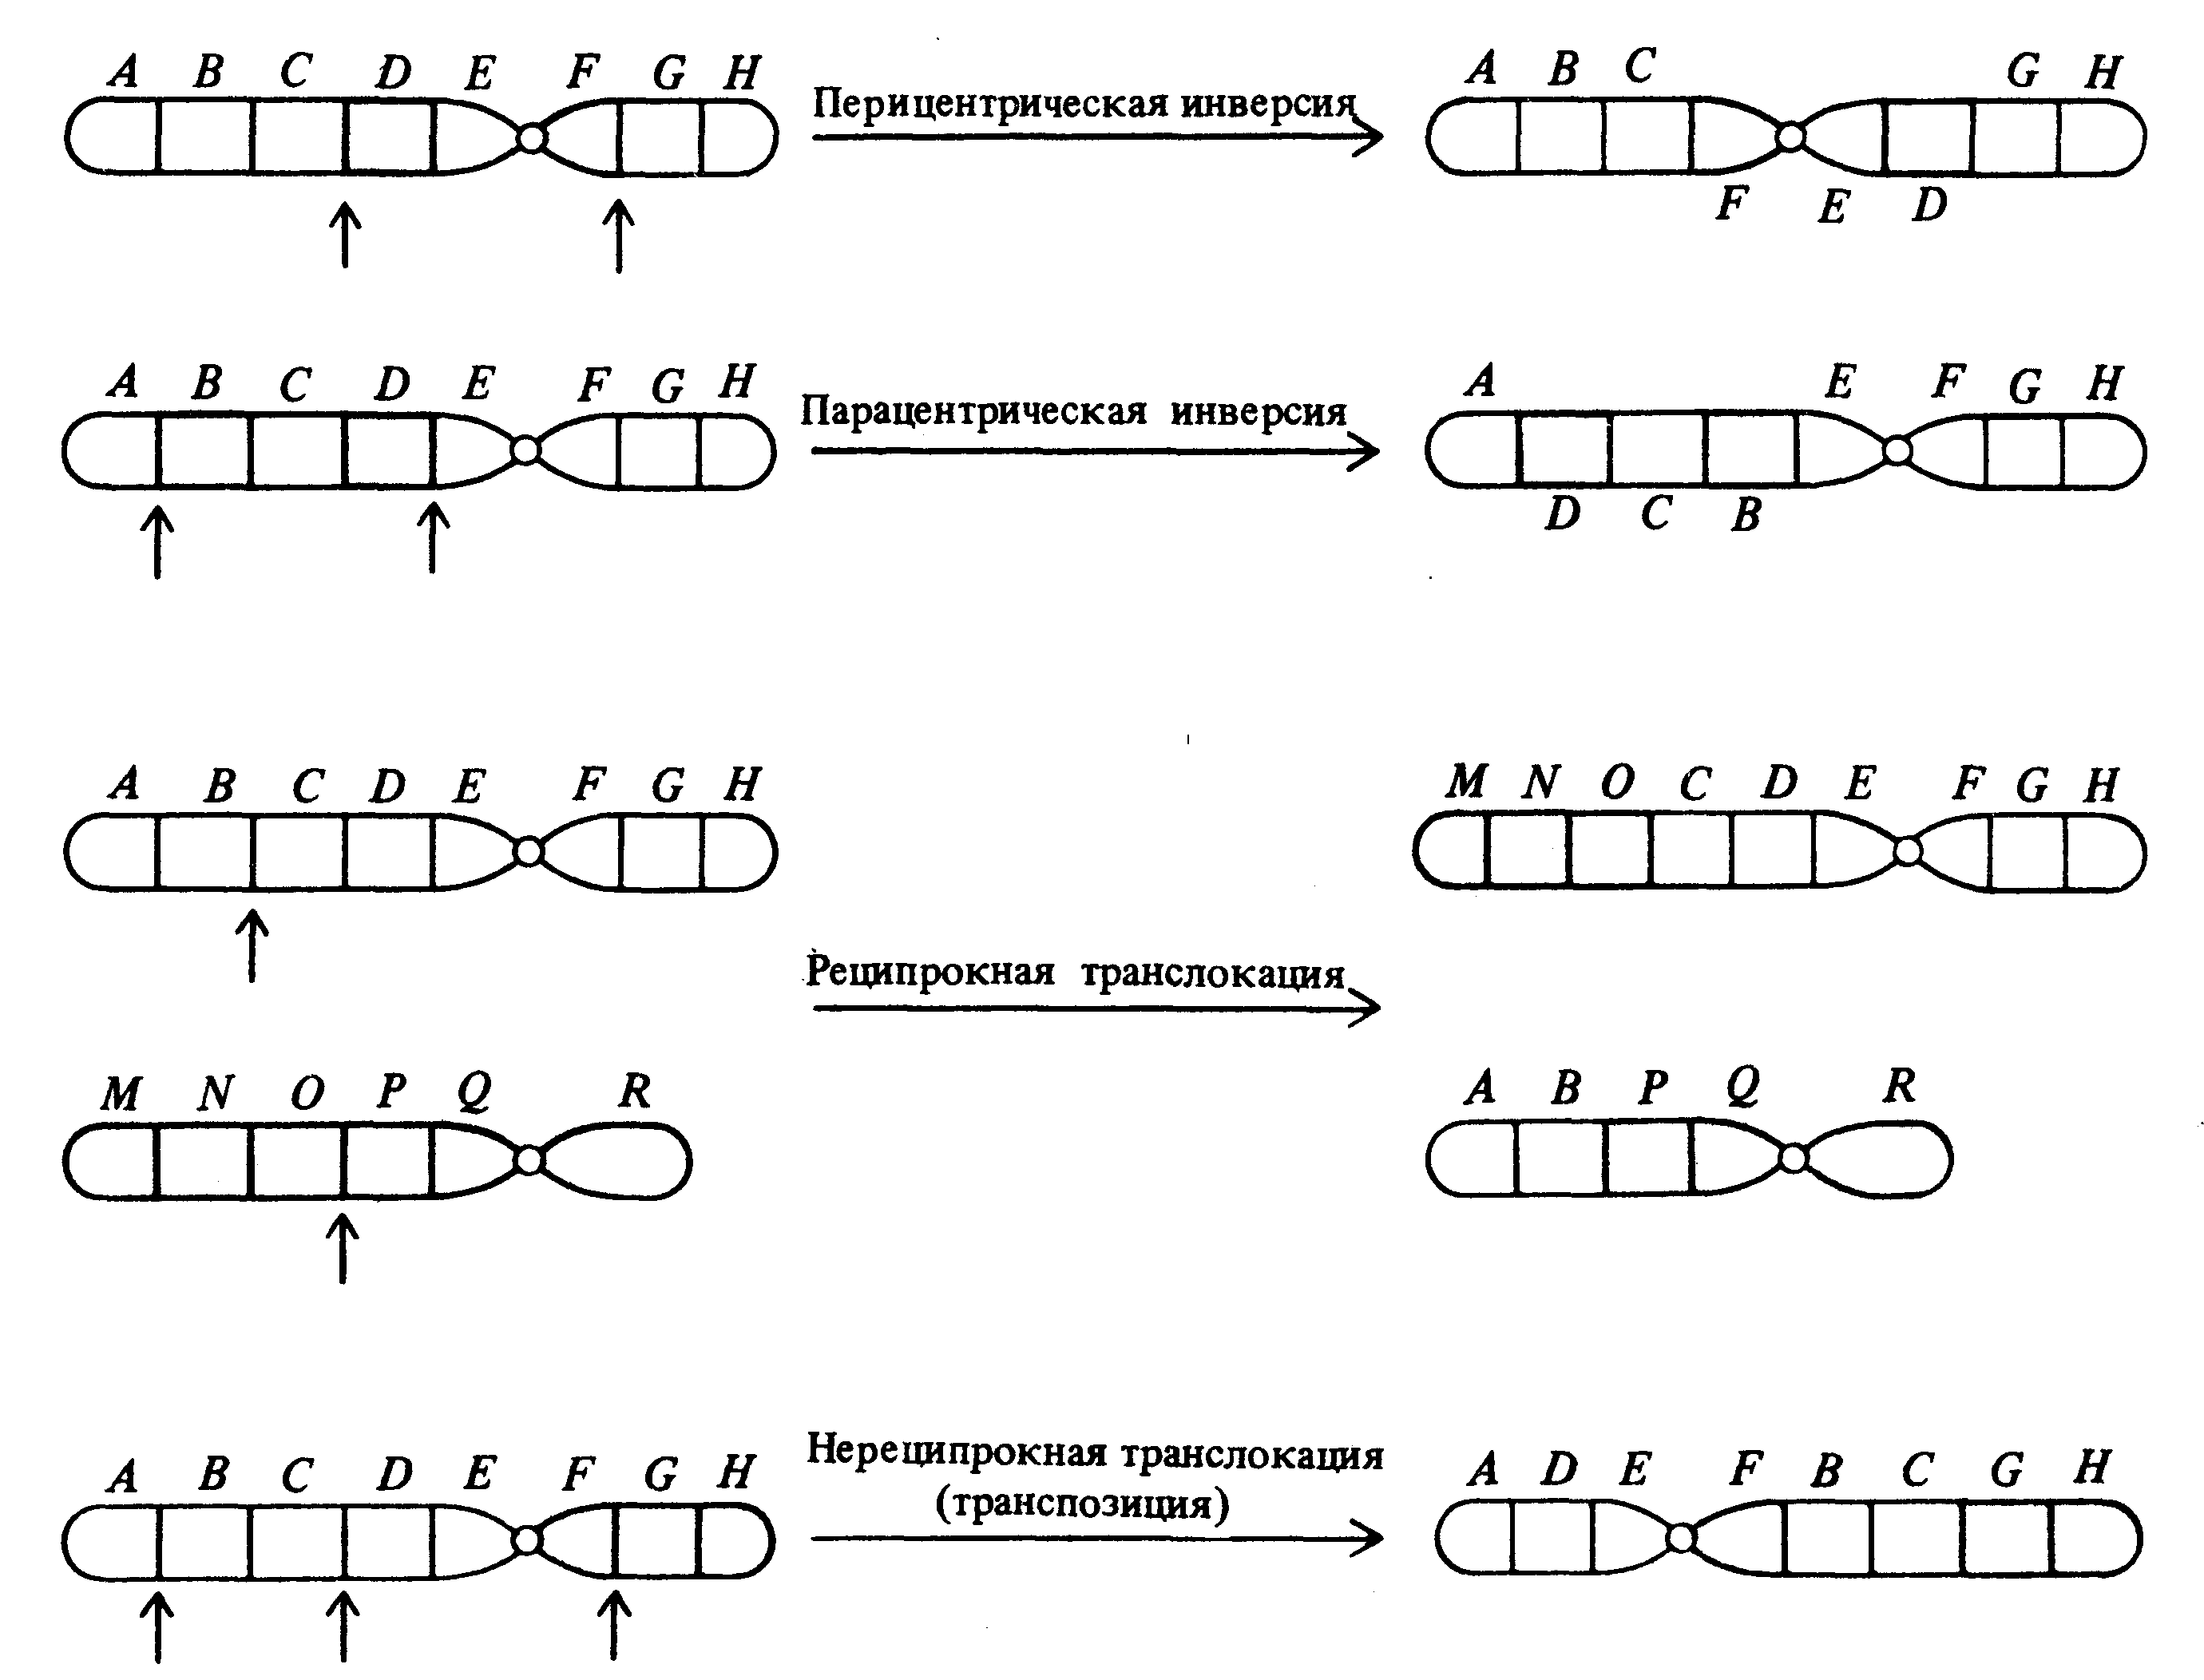 A B C D E F G H
Перицентрическая инверсия
A B C G H
F E D
A B C D E F G H
Парацентрическая инверсия
A E F G H
D C B
A B C D E F G H
M N O C D E F G H
Реципрокная транслокация
M N O P Q R
A B P Q R
A B C D E F G H
Нереципрокная транслокация
(транспозиция)
A D E F B C G H